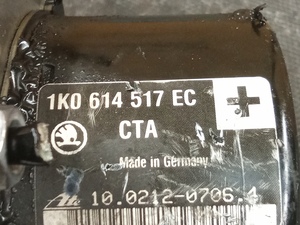 1K0 614 517 EC
CTA
Made in Germany
10.0212-0706.4